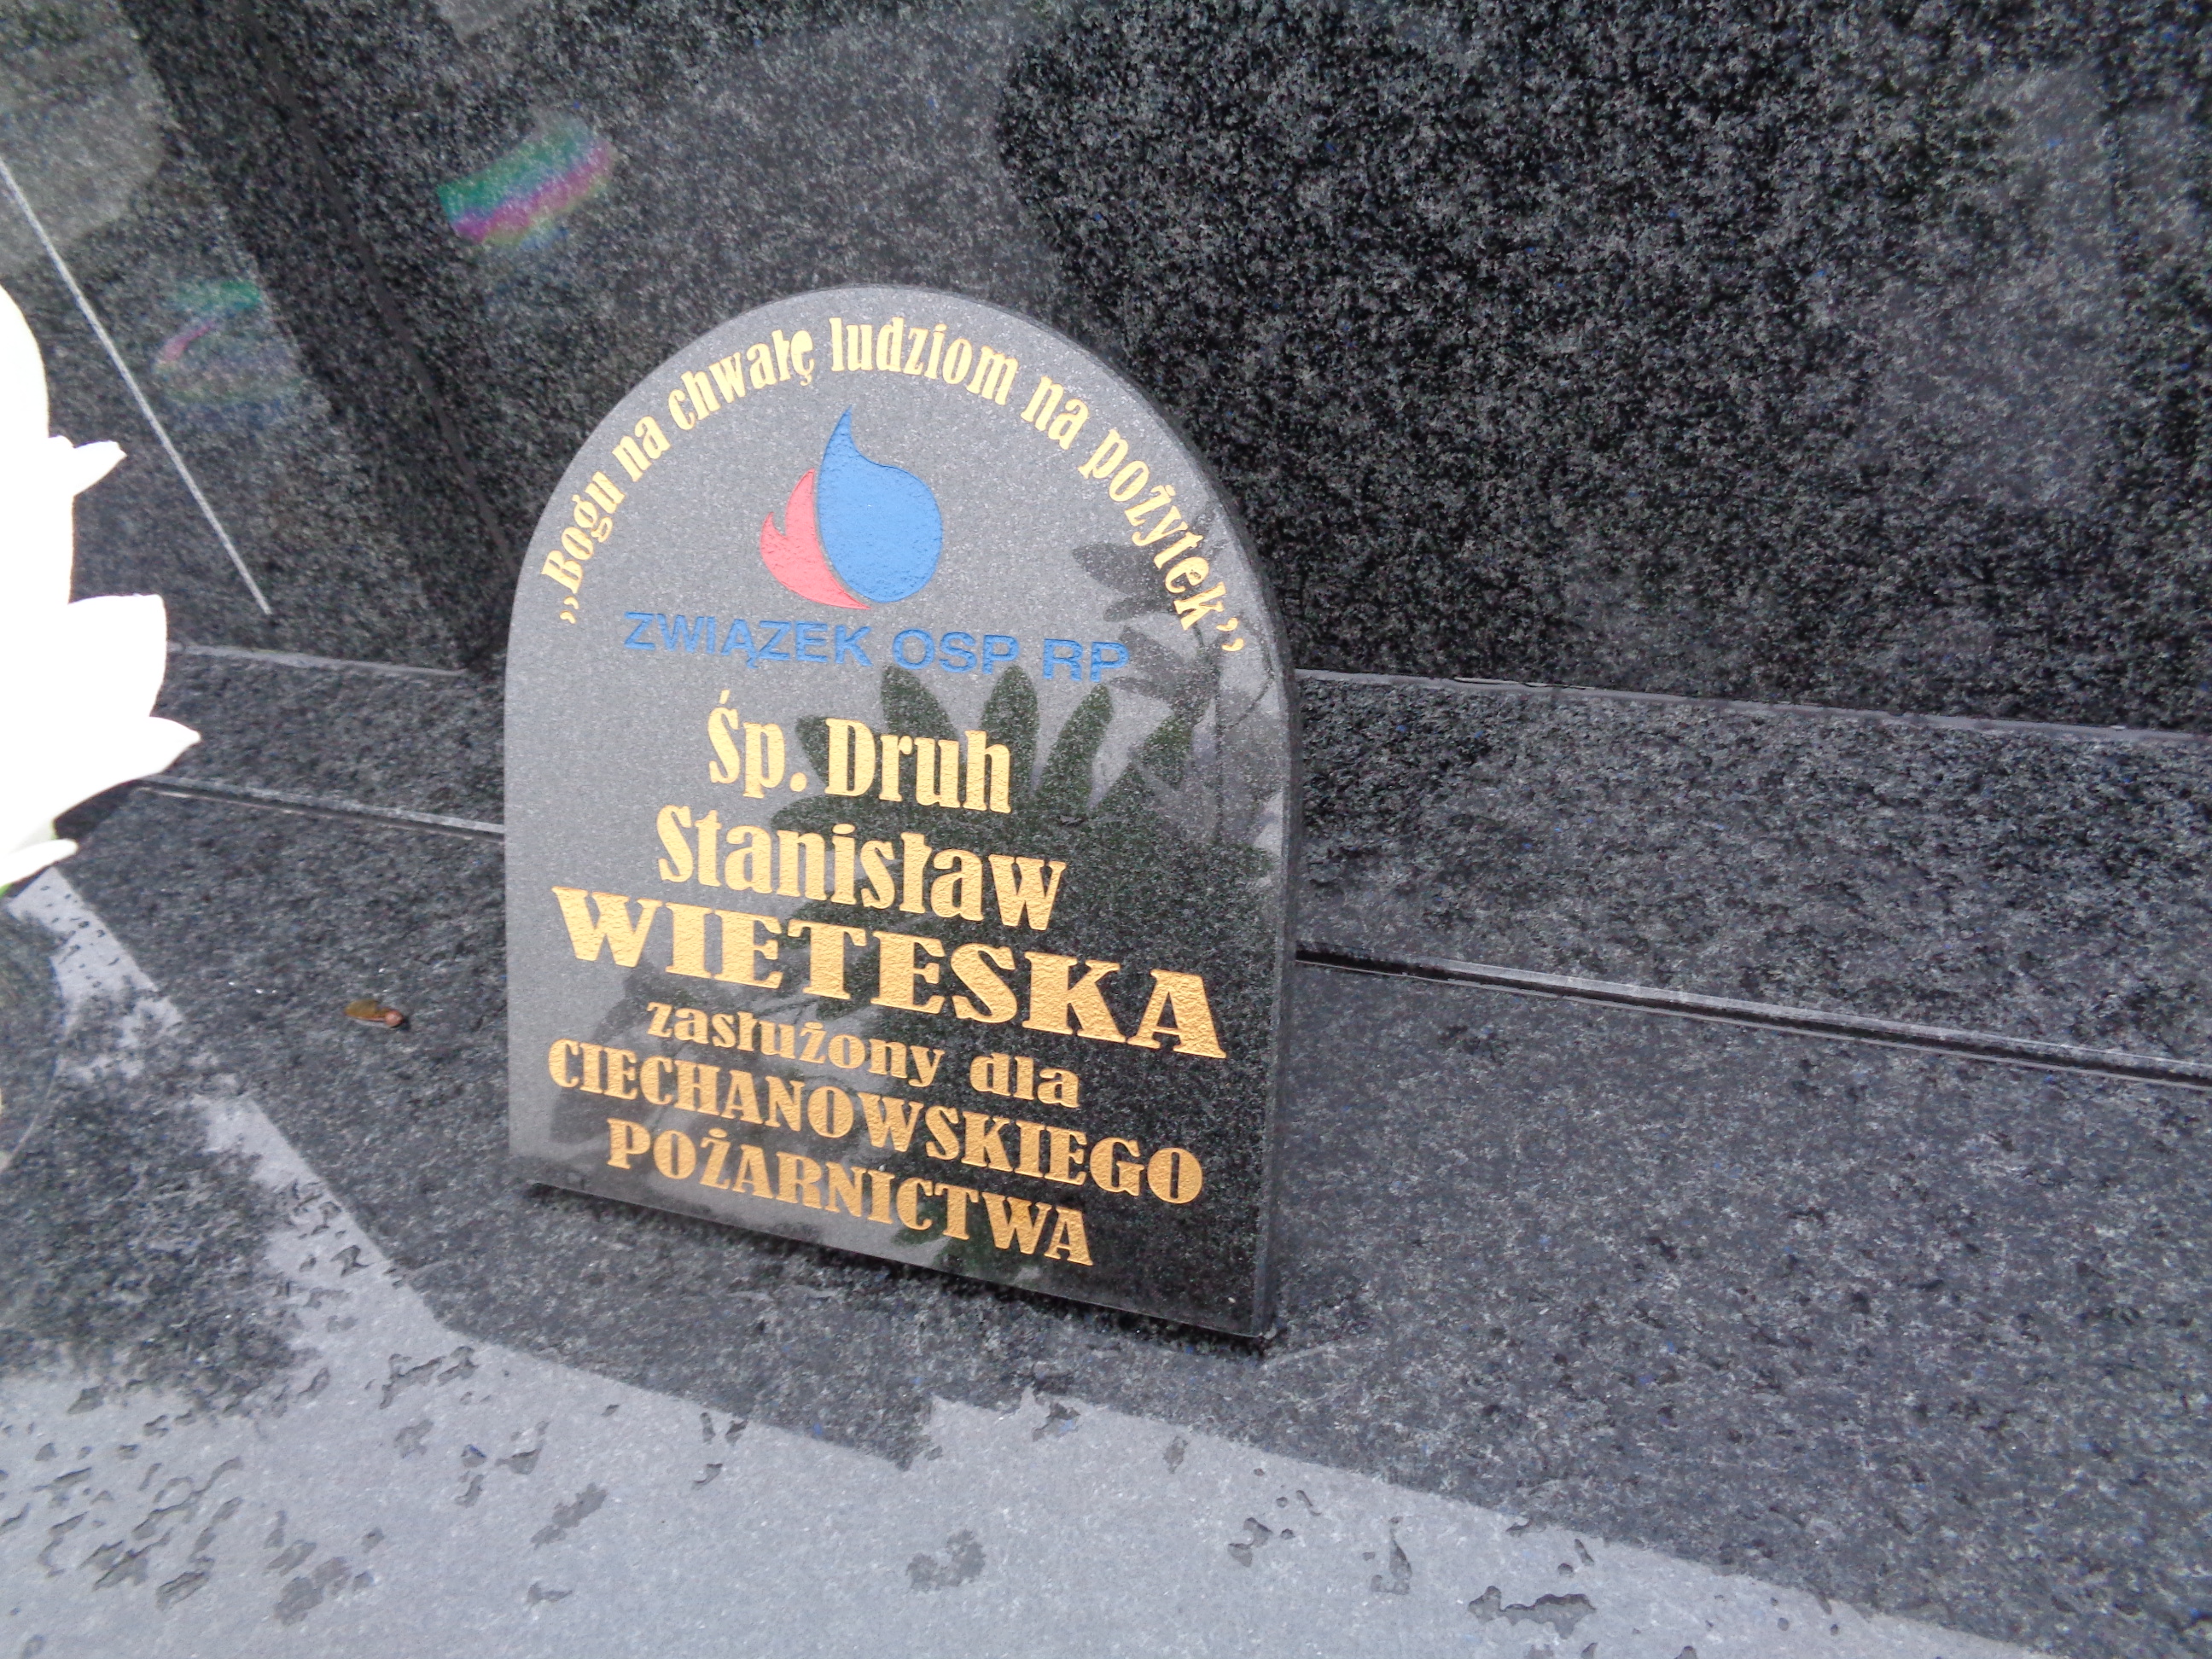 „Bogu na chwałę ludziom na pożytek”
ZWIĄZEK OSP RP
Śp. Druh
Stanisław
WIETESKA
zasłużony dla
CIECHANOWSKIEGO
POŻARNICTWA